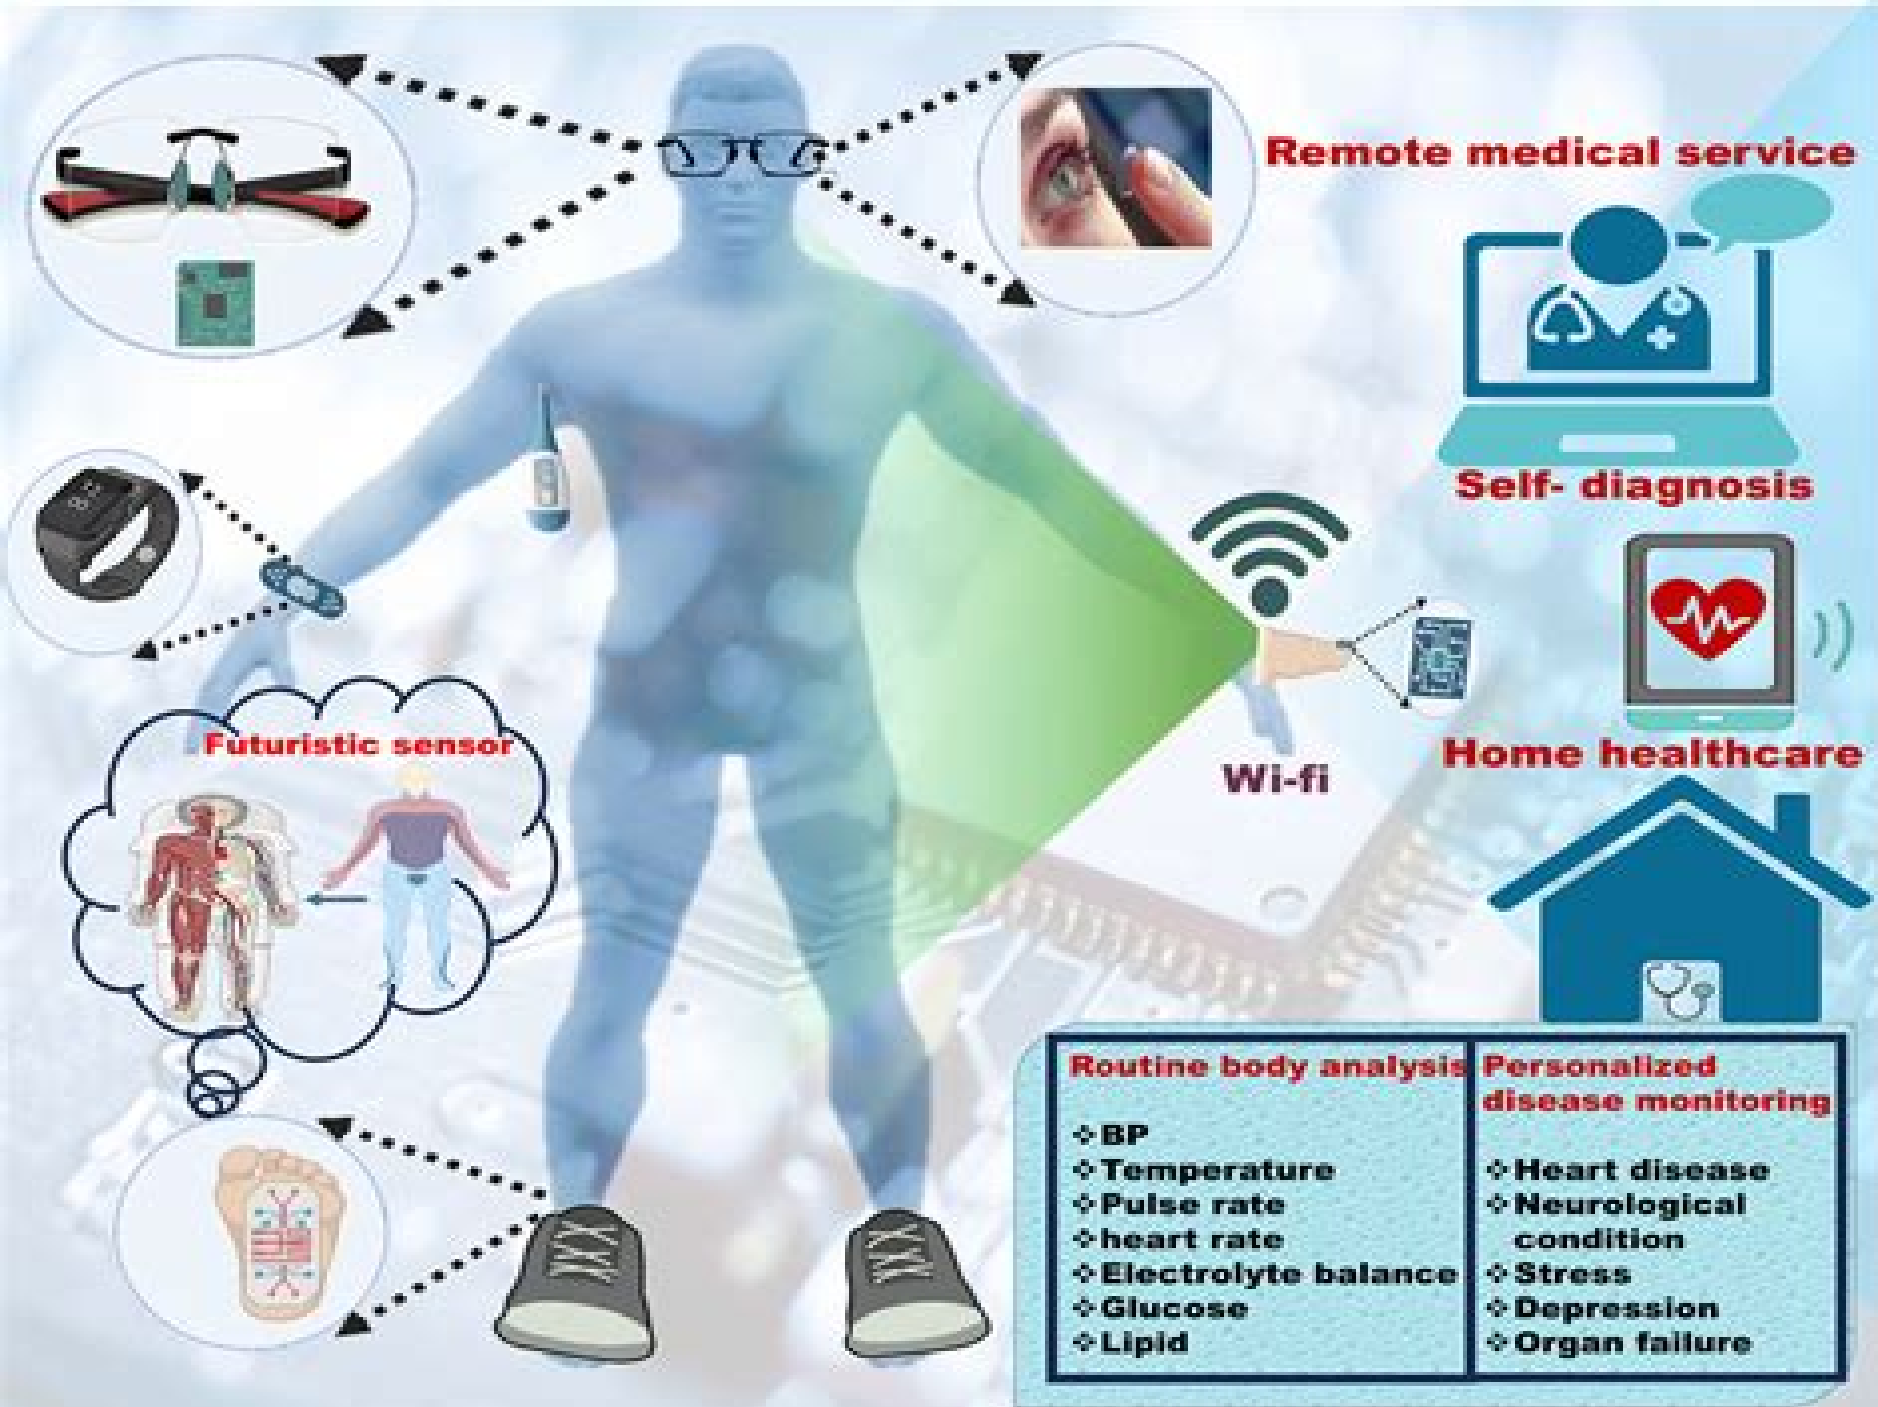 Remote medical service
Self- diagnosis
Futuristic sensor
Wi-fi
Home healthcare
Routine body analysis
❖BP
❖Temperature
❖Pulse rate
❖heart rate
❖Electrolyte balance
❖Glucose
❖Lipid
Personalized
disease monitoring
❖Heart disease
❖Neurological
condition
❖Stress
❖Depression
❖Organ failure